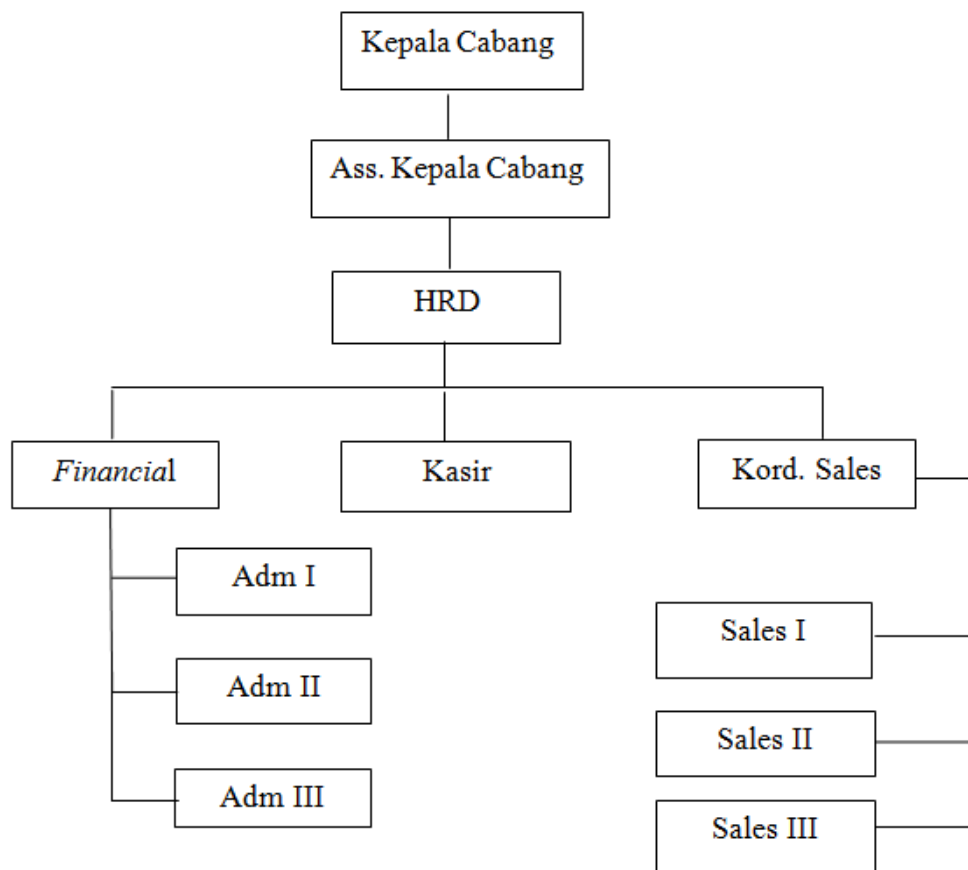 Kepala Cabang
Ass. Kepala Cabang
HRD
Financial
Kasir
Kord. Sales
Adm I
Sales I
Adm II
Sales II
Adm III
Sales III